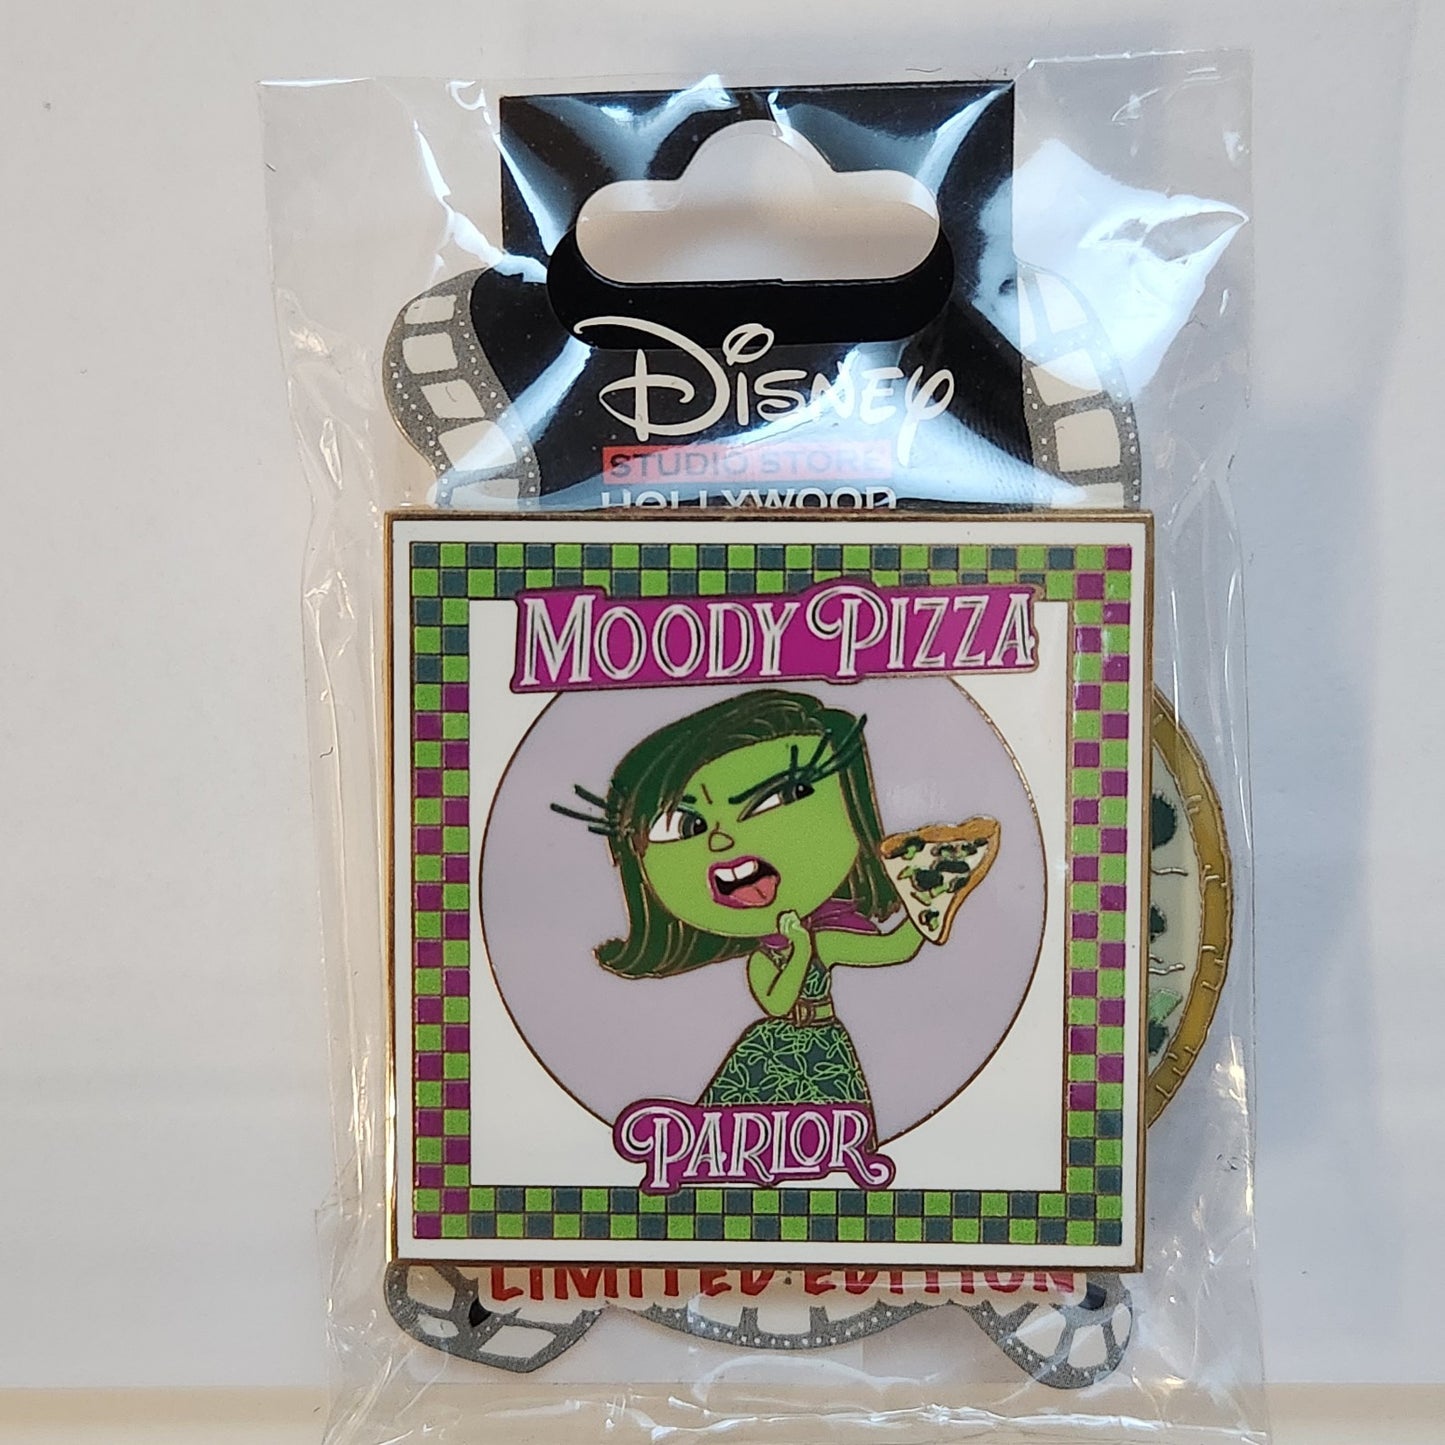 Disney
STUDIO STORE
HOLLYWOOD
MOODY PIZZA
PARLOR
LIMITED EDITION